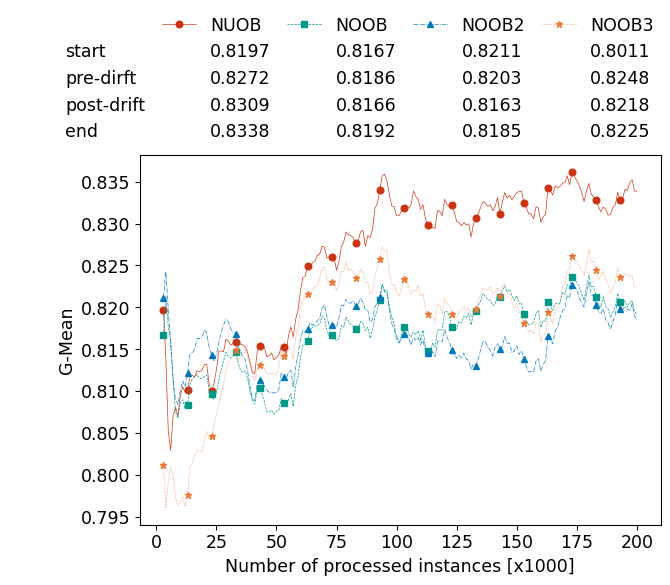 NUOB NOOB NOOB2 NOOB3
start 0.8197 0.8167 0.8211 0.8011
pre-dirft 0.8272 0.8186 0.8203 0.8248
post-drift 0.8309 0.8166 0.8163 0.8218
end 0.8338 0.8192 0.8185 0.8225
0.835
0.830
0.825
0.820
0.815
0.810
0.805
0.800
0.795
G-Mean
0 25 50 75 100 125 150 175 200
Number of processed instances [x1000]